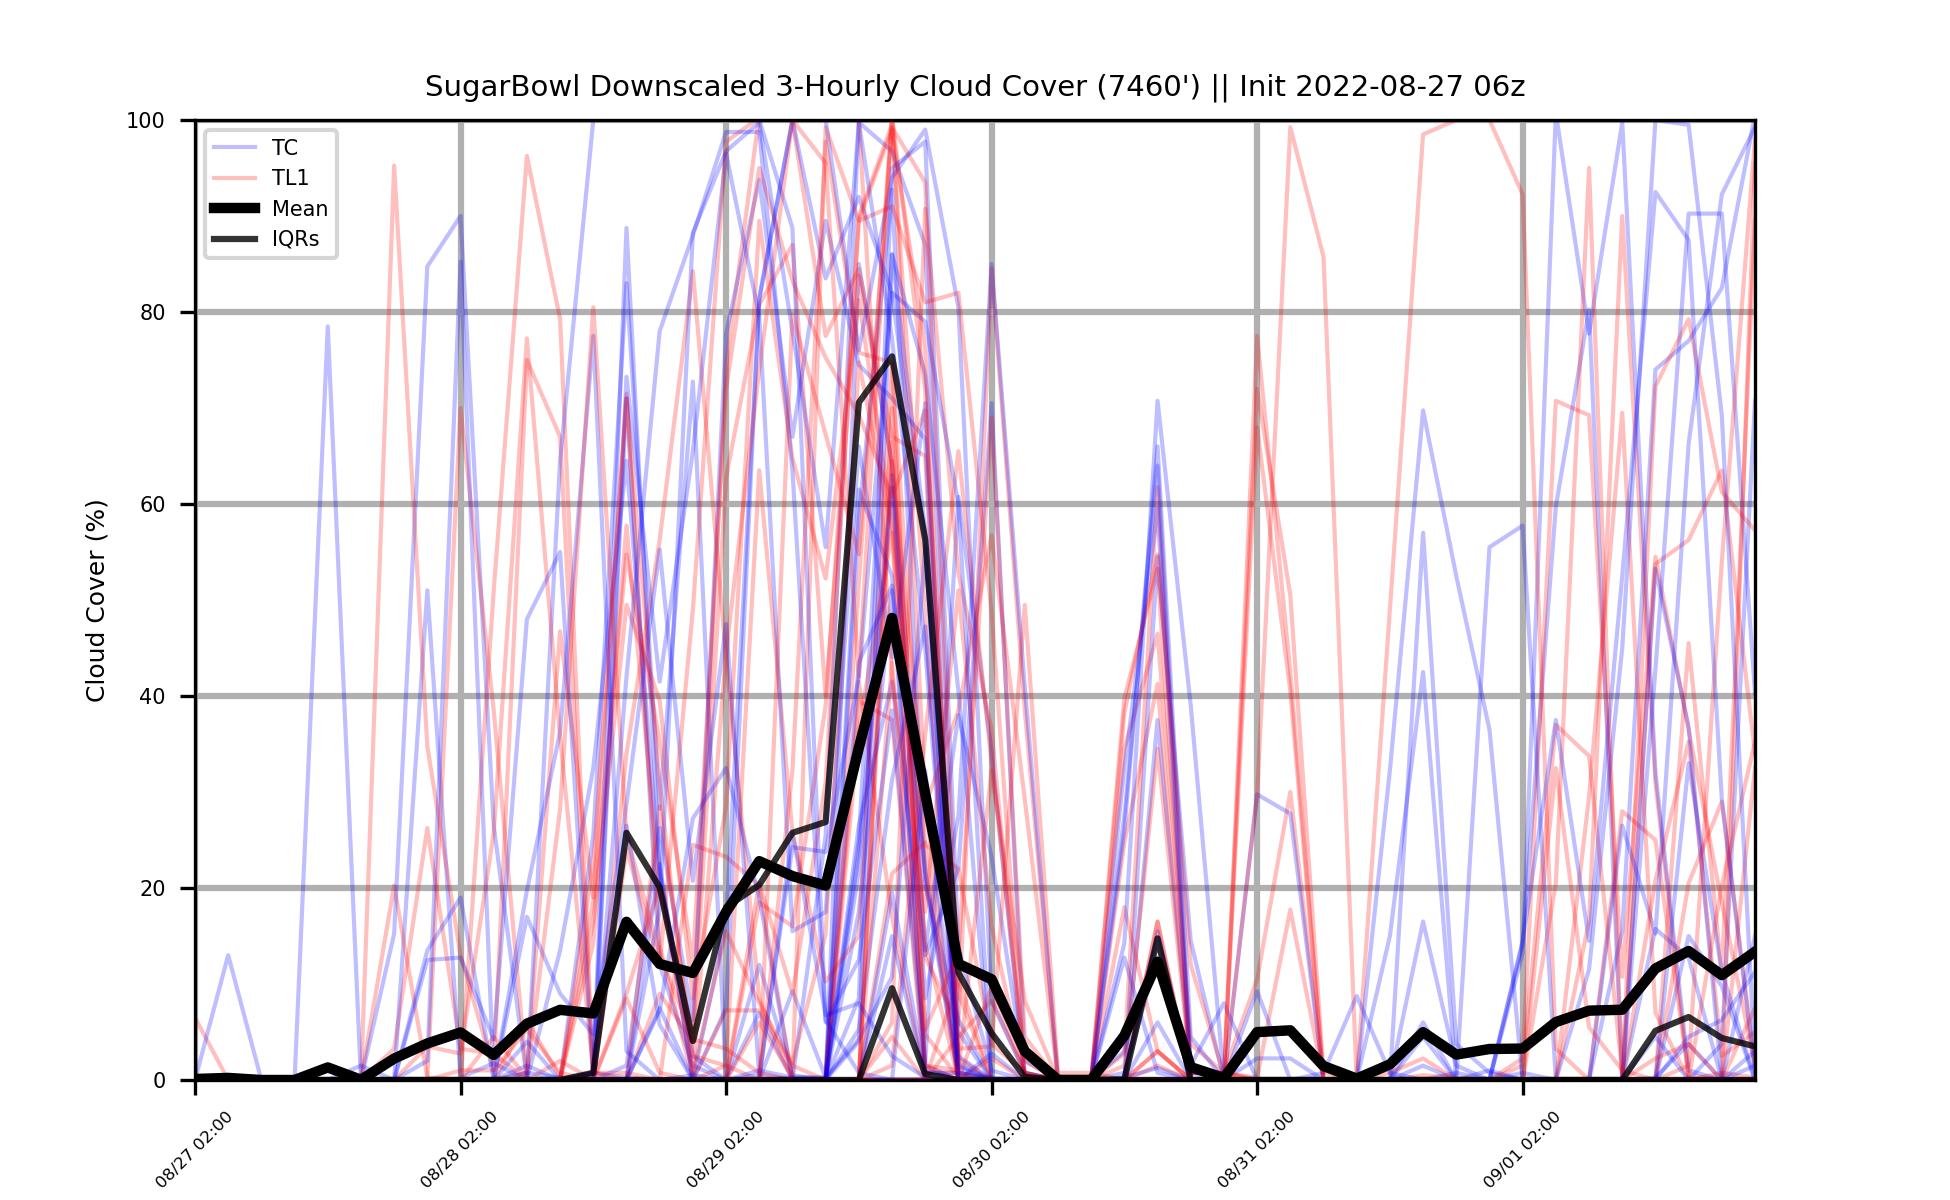 SugarBowl Downscaled 3-Hourly Cloud Cover (7460') || Init 2022-08-27 06z
TC
TL1
Mean
IQRs
Cloud Cover (%)
100
80
60
40
20
0
08/27 02:00
08/28 02:00
08/29 02:00
08/30 02:00
08/31 02:00
09/01 02:00